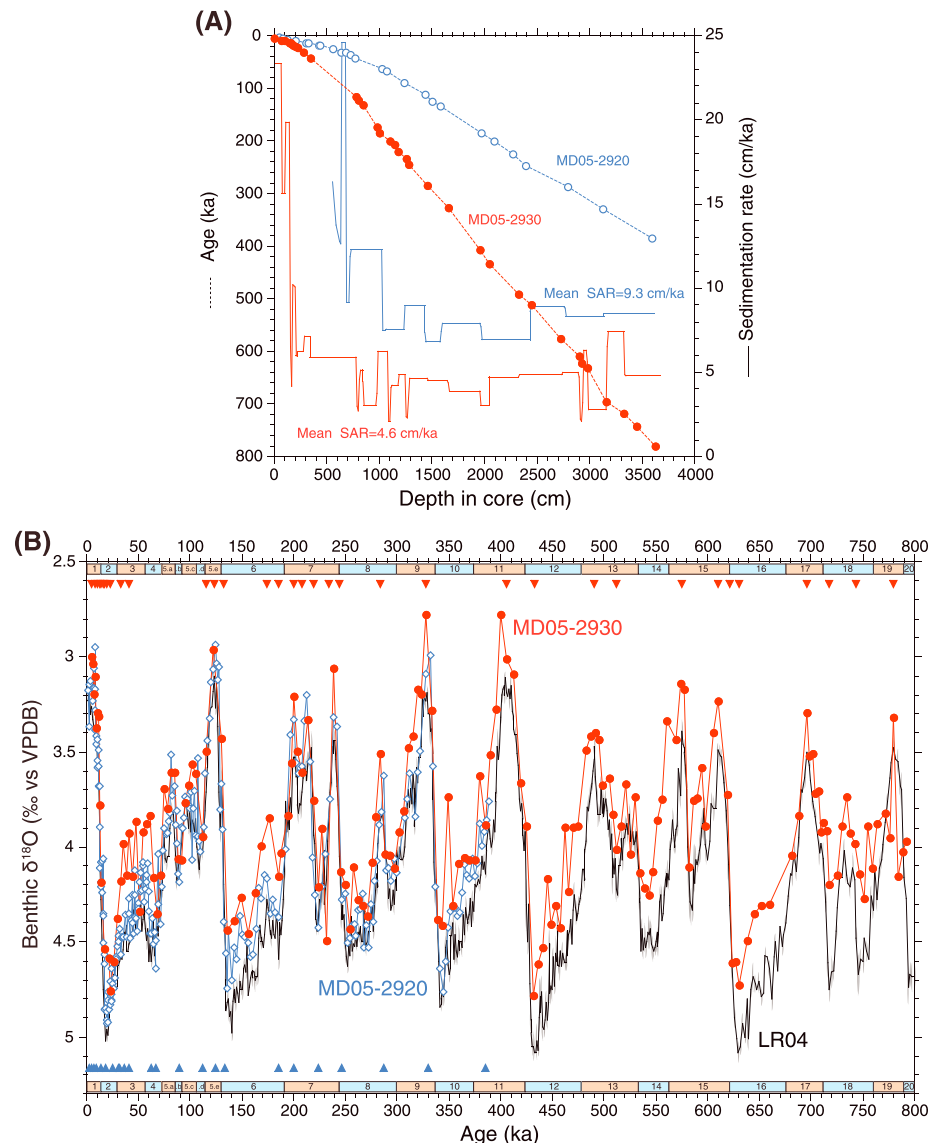 (A)
0
100
200
300
400
500
600
700
800
Age (ka)
25
20
15
10
5
0
Sedimentation rate (cm/ka)
MD05-2920
MD05-2930
Mean SAR=9.3 cm/ka
Mean SAR=4.6 cm/ka
0 500 1000 1500 2000 2500 3000 3500 4000
Depth in core (cm)
(B)
0 50 100 150 200 250 300 350 400 450 500 550 600 650 700 750 800
1 2 3 4 5.a .b 5.c .d 5.e 6 7 8 9 10 11 12 13 14 15 16 17 18 19 20
2.5
3
3.5
4
4.5
5
Benthic δ¹⁸O (‰ vs VPDB)
MD05-2930
MD05-2920
LR04
1 2 3 4 5.a .b 5.c .d 5.e 6 7 8 9 10 11 12 13 14 15 16 17 18 19 20
0 50 100 150 200 250 300 350 400 450 500 550 600 650 700 750 800
Age (ka)